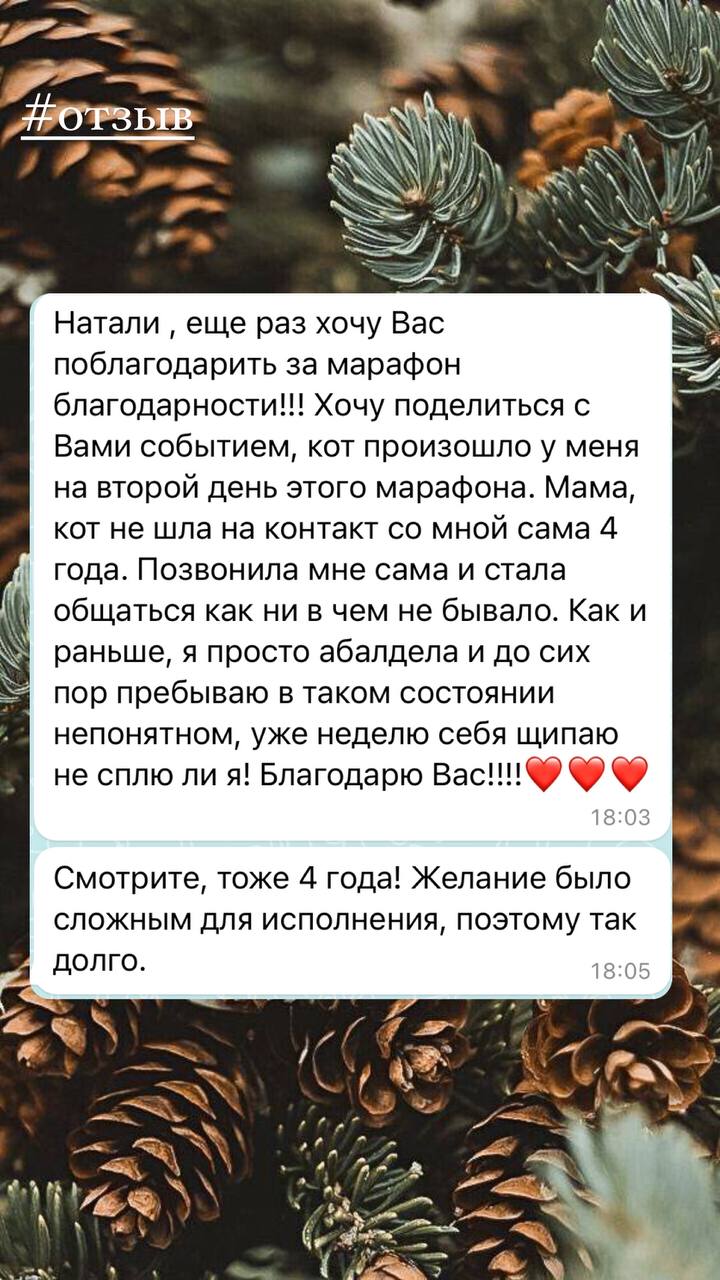 #отзыв
Натали , еще раз хочу Вас
поблагодарить за марафон
благодарности!!! Хочу поделиться с
Вами событием, кот произошло у меня
на второй день этого марафона. Мама,
кот не шла на контакт со мной сама 4
года. Позвонила мне сама и стала
общаться как ни в чем не бывало. Как и
раньше, я просто абалдела и до сих
пор пребываю в таком состоянии
непонятном, уже неделю себя щипаю
не сплю ли я! Благодарю Вас!!!!❤️❤️❤️
18:03
Смотрите, тоже 4 года! Желание было
сложным для исполнения, поэтому так
долго.
18:05